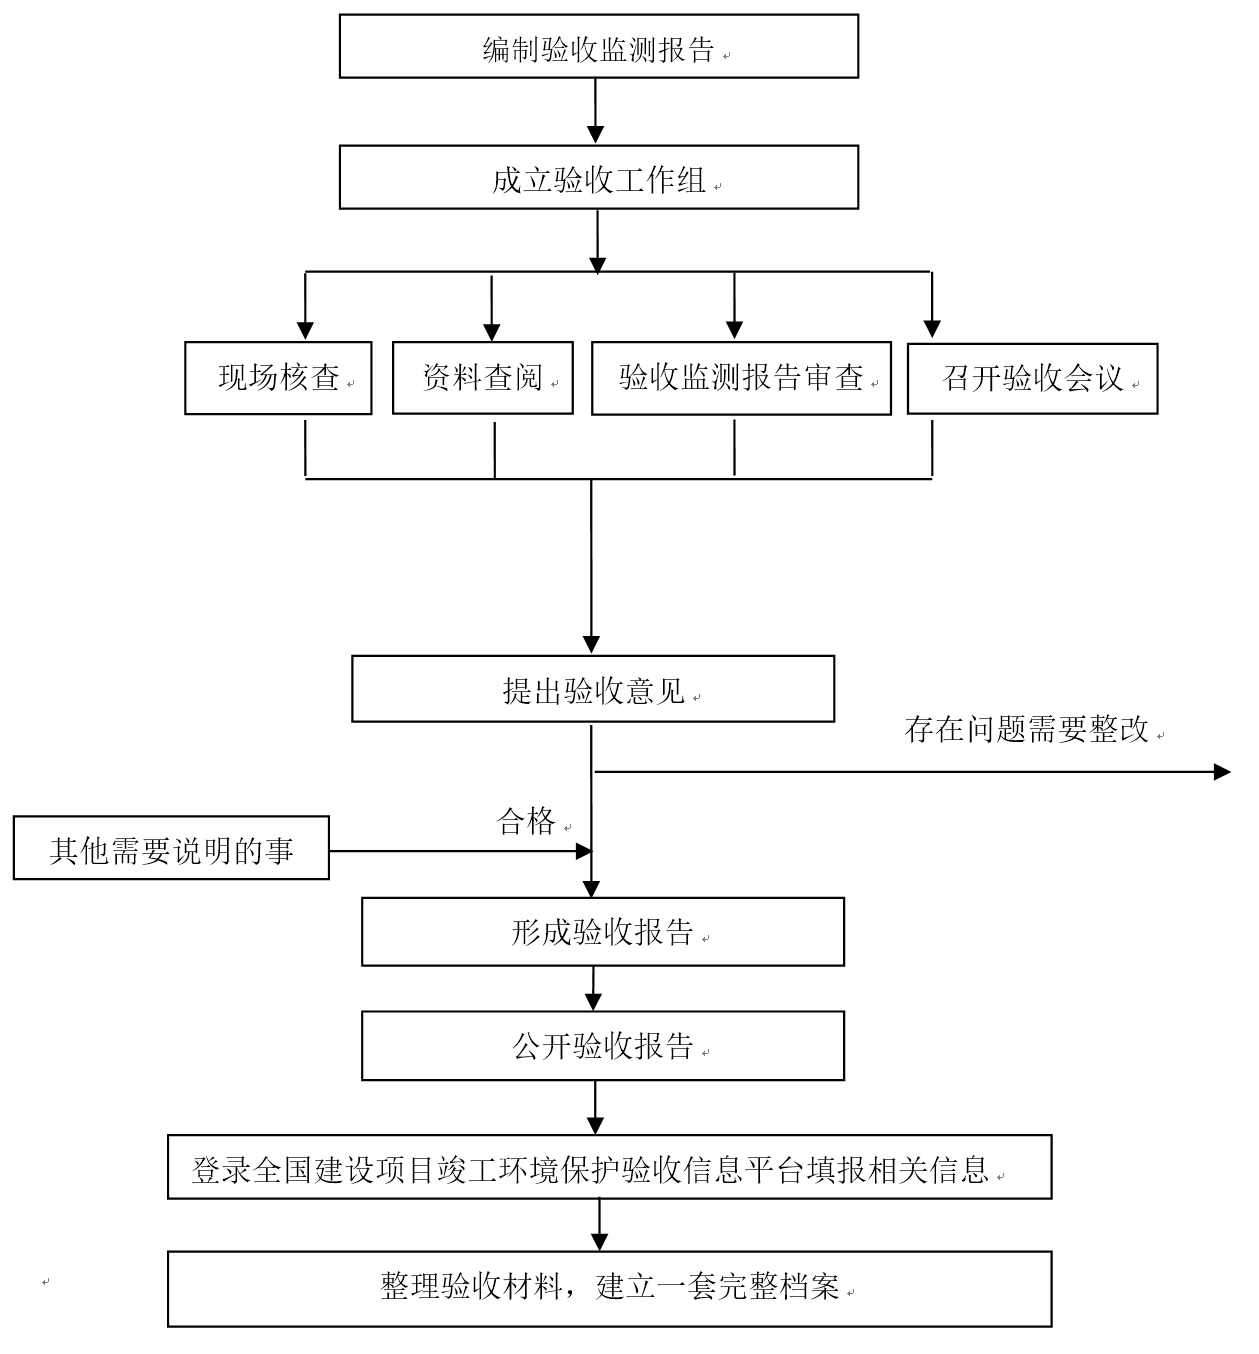 编制验收监测报告
成立验收工作组
现场核查
资料查阅
验收监测报告审查
召开验收会议
提出验收意见
存在问题需要整改
合格
其他需要说明的事
形成验收报告
公开验收报告
登录全国建设项目竣工环境保护验收信息平台填报相关信息
整理验收材料，建立一套完整档案